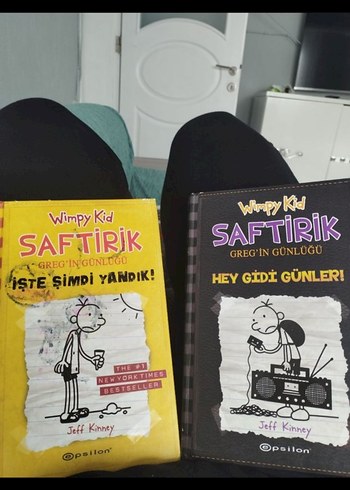 Wimpy Kid
SAFTİRİK
GREG'İN GÜNLÜĞÜ
İŞTE ŞİMDİ YANDIK!
THE #1
NEW YORK TIMES
BESTSELLER
Jeff Kinney
epsilon
Wimpy Kid
SAFTİRİK
GREG'İN GÜNLÜĞÜ
HEY GİDİ GÜNLER!
Jeff Kinney
epsilon